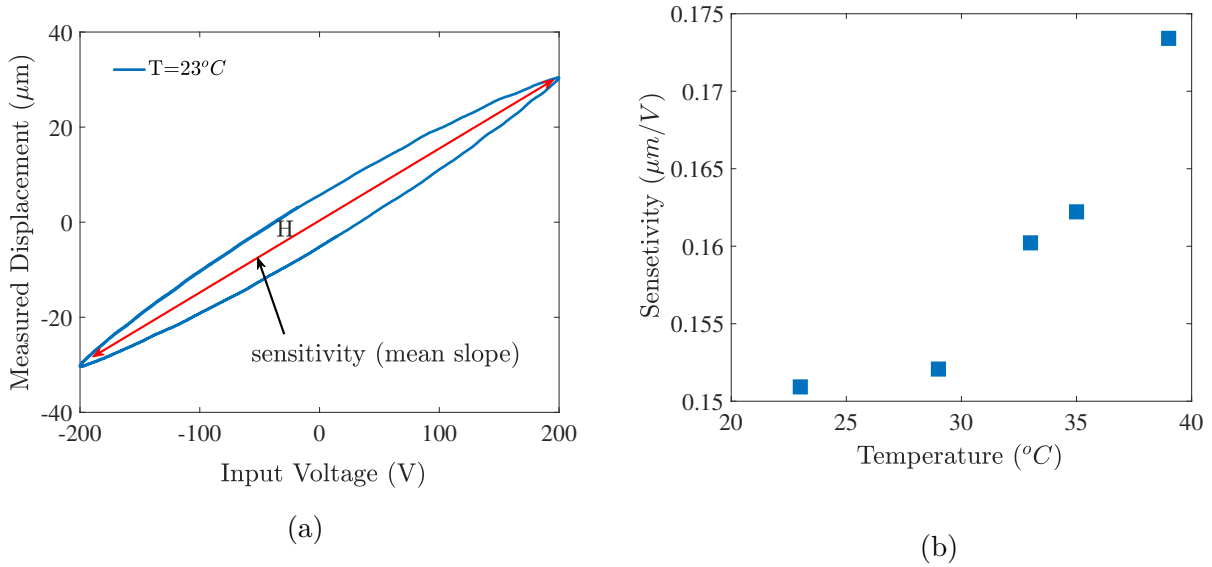 40
20
0
-20
-40
-200
-100
0
100
200
T=23°C
H
sensitivity (mean slope)
Measured Displacement (μm)
Input Voltage (V)
(a)
0.175
0.17
0.165
0.16
0.155
0.15
20
25
30
35
40
Sensetivity (μm/V)
Temperature (°C)
(b)